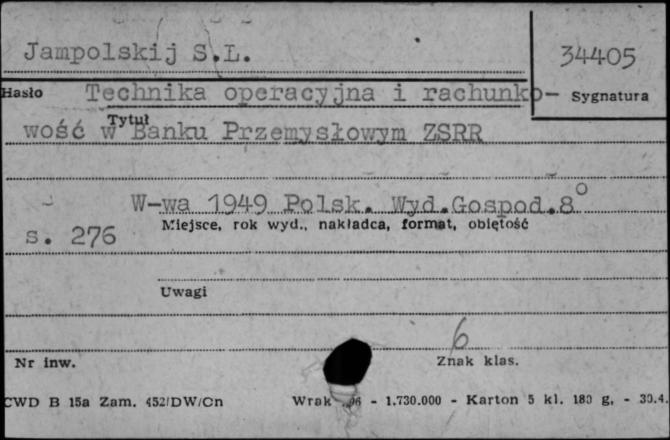 Jampolskij S.L.
34405
Hasło Technika operacyjna i rachunko-
Sygnatura
Tytuł
wość w Banku Przemysłowym ZSRR
W-wa 1949 Polsk. Wyd.Gospod.8°
Miejsce, rok wyd., nakładca, format, objętość
s. 276
Uwagi
6
Nr inw.
Znak klas.
CWD B 15a Zam. 452/DW/Cn Wrak - 1.730.000 - Karton 5 kl. 180 g. - 30.4.